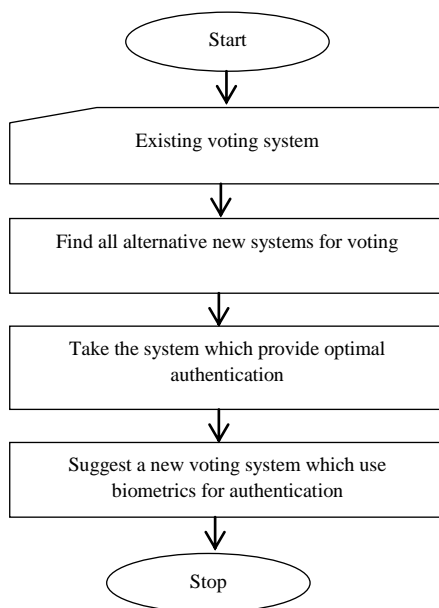 Start
Existing voting system
Find all alternative new systems for voting
Take the system which provide optimal
authentication
Suggest a new voting system which use
biometrics for authentication
Stop